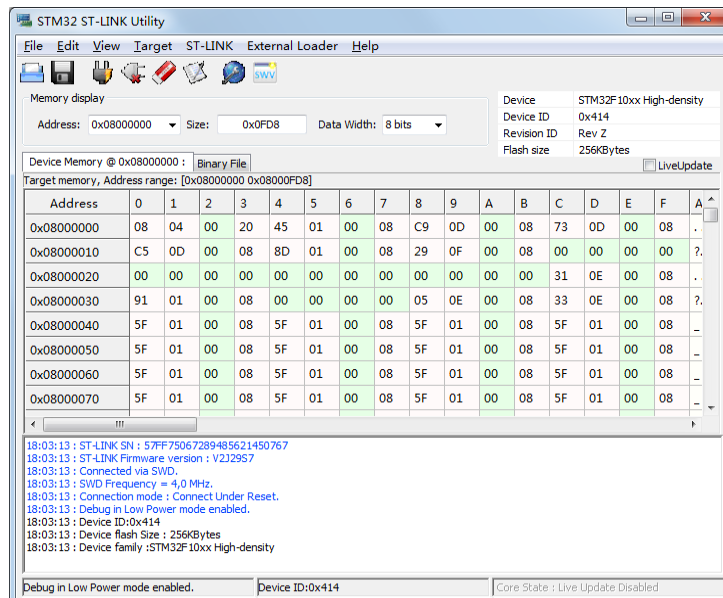 STM32 ST-LINK Utility
File Edit View Target ST-LINK External Loader Help
SWV
Memory display
Address: 0x08000000 Size: 0x0FD8 Data Width: 8 bits
Device STM32F10xx High-density
Device ID 0x414
Revision ID Rev Z
Flash size 256KBytes
LiveUpdate
Device Memory @ 0x08000000 : Binary File
Target memory, Address range: [0x08000000 0x08000FD8]
Address 0 1 2 3 4 5 6 7 8 9 A B C D E F A
0x08000000 08 04 00 20 45 01 00 08 C9 0D 00 08 73 0D 00 08 .
0x08000010 C5 0D 00 08 8D 01 00 08 29 0F 00 08 00 00 00 00 ?.
0x08000020 00 00 00 00 00 00 00 00 00 00 00 00 31 0E 00 08 .
0x08000030 91 01 00 08 00 00 00 00 05 0E 00 08 33 0E 00 08 ?.
0x08000040 5F 01 00 08 5F 01 00 08 5F 01 00 08 5F 01 00 08 _
0x08000050 5F 01 00 08 5F 01 00 08 5F 01 00 08 5F 01 00 08 _
0x08000060 5F 01 00 08 5F 01 00 08 5F 01 00 08 5F 01 00 08 _
0x08000070 5F 01 00 08 5F 01 00 08 5F 01 00 08 5F 01 00 08 _
18:03:13 : ST-LINK SN : 57FF75067289485621450767
18:03:13 : ST-LINK Firmware version : V2J29S7
18:03:13 : Connected via SWD.
18:03:13 : SWD Frequency = 4,0 MHz.
18:03:13 : Connection mode : Connect Under Reset.
18:03:13 : Debug in Low Power mode enabled.
18:03:13 : Device ID:0x414
18:03:13 : Device flash Size : 256KBytes
18:03:13 : Device family :STM32F10xx High-density
Debug in Low Power mode enabled. Device ID:0x414 Core State : Live Update Disabled